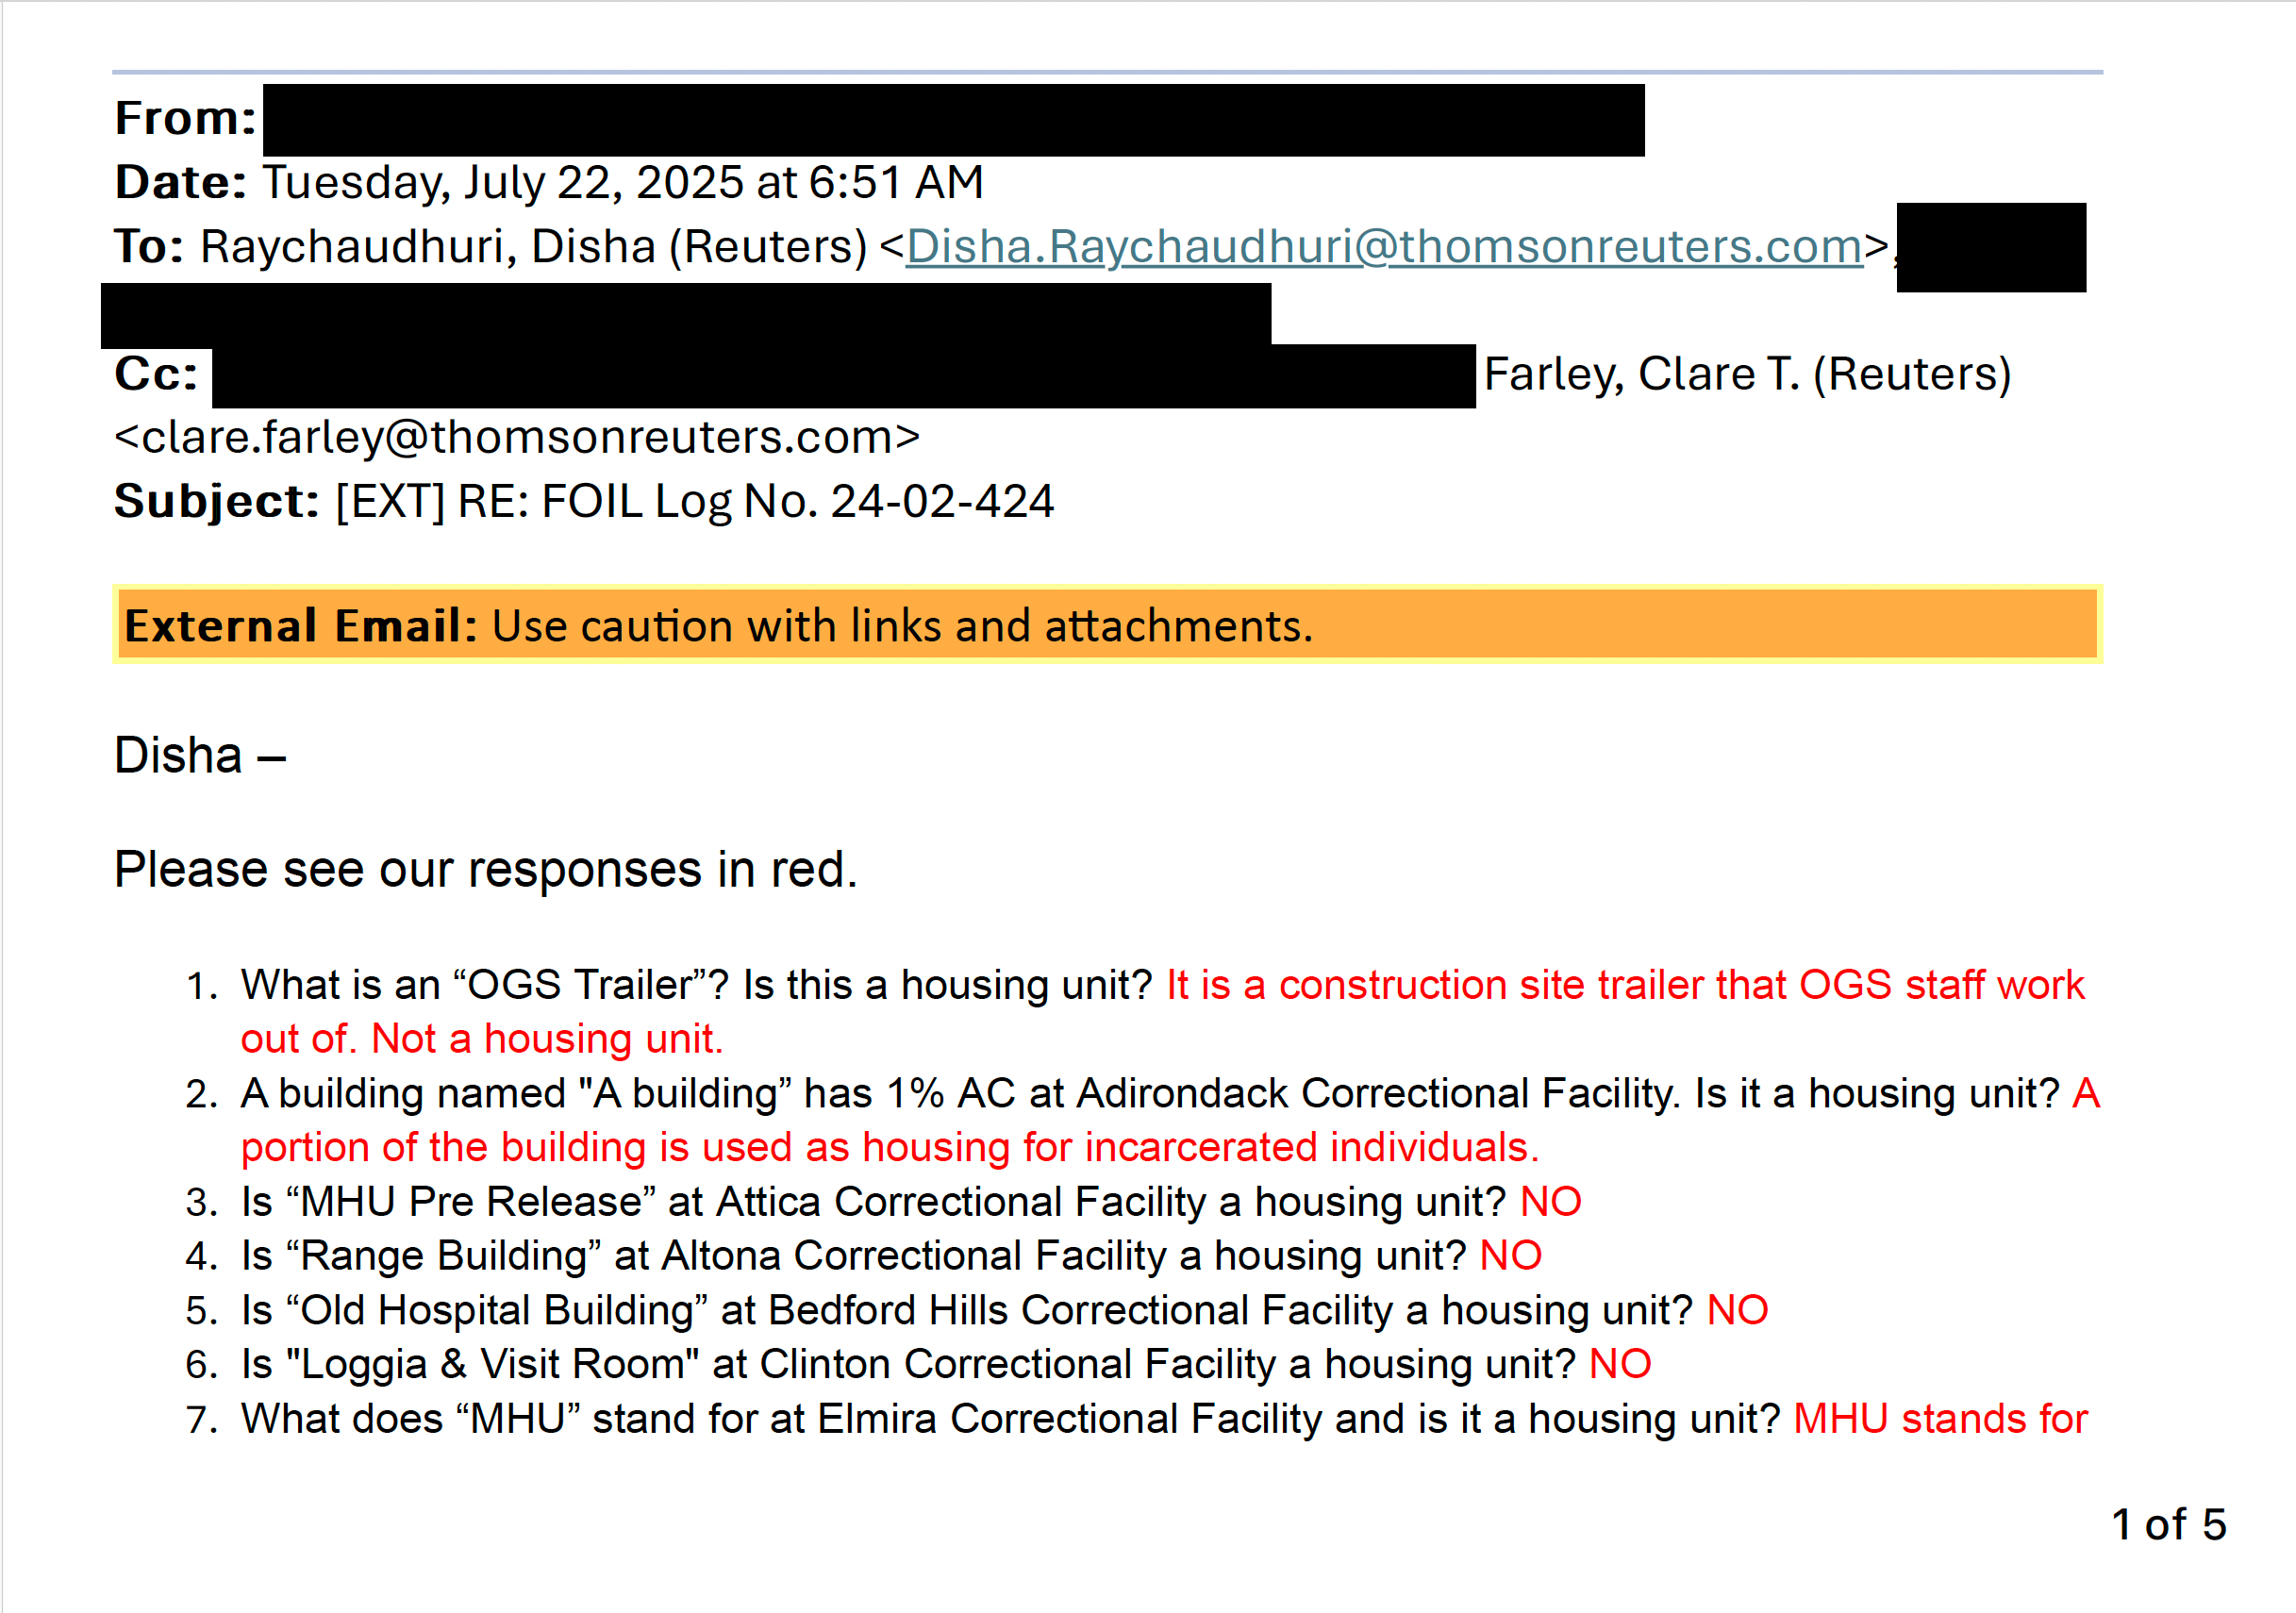 From:
Date: Tuesday, July 22, 2025 at 6:51 AM
To: Raychaudhuri, Disha (Reuters) <Disha.Raychaudhuri@thomsonreuters.com>,
Cc: Farley, Clare T. (Reuters)
<clare.farley@thomsonreuters.com>
Subject: [EXT] RE: FOIL Log No. 24-02-424
External Email: Use caution with links and attachments.
Disha –
Please see our responses in red.
1. What is an “OGS Trailer”? Is this a housing unit? It is a construction site trailer that OGS staff work
out of. Not a housing unit.
2. A building named "A building” has 1% AC at Adirondack Correctional Facility. Is it a housing unit? A
portion of the building is used as housing for incarcerated individuals.
3. Is “MHU Pre Release” at Attica Correctional Facility a housing unit? NO
4. Is “Range Building” at Altona Correctional Facility a housing unit? NO
5. Is “Old Hospital Building” at Bedford Hills Correctional Facility a housing unit? NO
6. Is "Loggia & Visit Room" at Clinton Correctional Facility a housing unit? NO
7. What does “MHU” stand for at Elmira Correctional Facility and is it a housing unit? MHU stands for
1 of 5